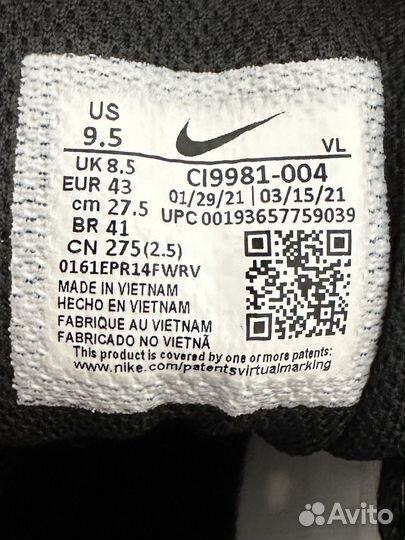 US
9.5
VL
UK 8.5
EUR 43
cm 27.5
BR 41
CN 275(2.5)
CI9981-004
01/29/21 | 03/15/21
UPC 00193657759039
0161EPR14FWRV
MADE IN VIETNAM
HECHO EN VIETNAM
FABRIQUE AU VIETNAM
FABRICADO NO VIETNÃ
This product is covered by one or more patents:
www.nike.com/patentsvirtualmarking
Avito